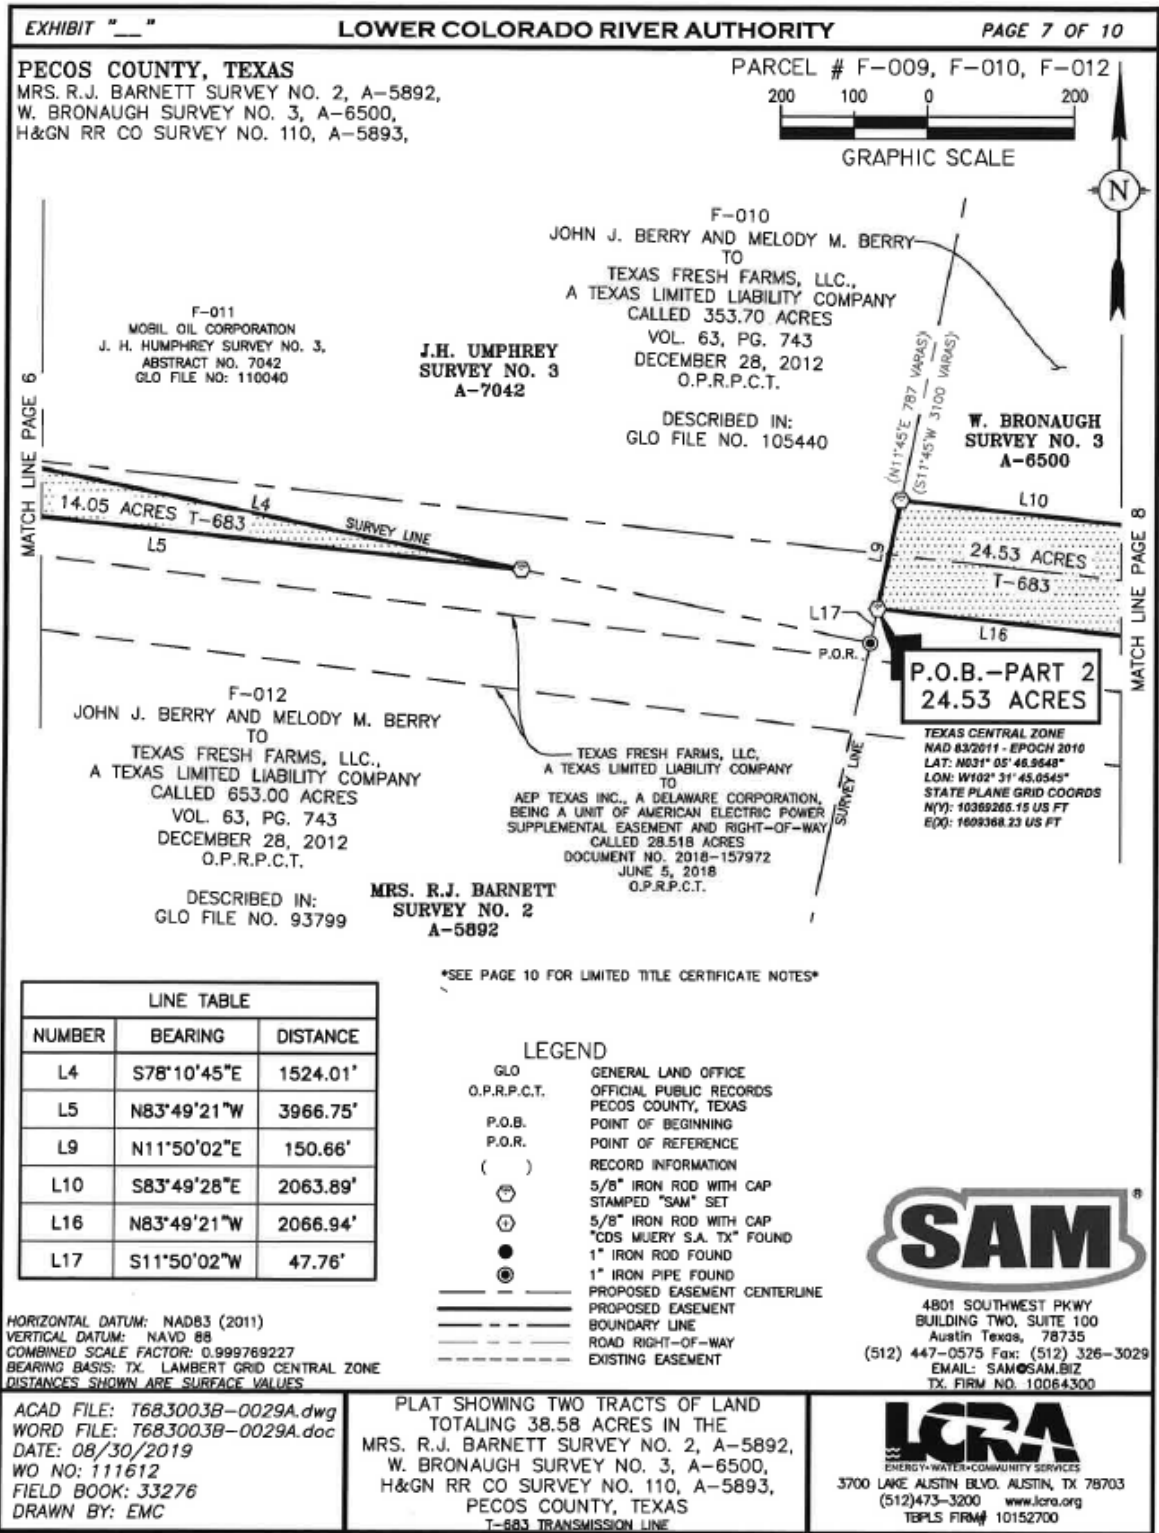 EXHIBIT "__"
LOWER COLORADO RIVER AUTHORITY
PAGE 7 OF 10
PECOS COUNTY, TEXAS
MRS. R.J. BARNETT SURVEY NO. 2, A-5892,
W. BRONAUGH SURVEY NO. 3, A-6500,
H&GN RR CO SURVEY NO. 110, A-5893,
PARCEL # F-009, F-010, F-012
200 100 0 200
GRAPHIC SCALE
N
F-010
JOHN J. BERRY AND MELODY M. BERRY
TO
TEXAS FRESH FARMS, LLC.,
A TEXAS LIMITED LIABILITY COMPANY
CALLED 353.70 ACRES
VOL. 63, PG. 743
DECEMBER 28, 2012
O.P.R.P.C.T.
DESCRIBED IN:
GLO FILE NO. 105440
F-011
MOBIL OIL CORPORATION
J. H. HUMPHREY SURVEY NO. 3,
ABSTRACT NO. 7042
GLO FILE NO: 110040
J.H. UMPHREY
SURVEY NO. 3
A-7042
MATCH LINE PAGE 6
(N11°45'E 787 VARAS)
(S11°45'W 3100 VARAS)
W. BRONAUGH
SURVEY NO. 3
A-6500
MATCH LINE PAGE 8
14.05 ACRES T-683
L4
SURVEY LINE
L5
L9
L10
24.53 ACRES
T-683
L17
L16
P.O.R.
P.O.B.-PART 2
24.53 ACRES
TEXAS CENTRAL ZONE
NAD 83/2011 - EPOCH 2010
LAT: N031° 05' 46.9648"
LON: W102° 31' 45.0545"
STATE PLANE GRID COORDS
N(Y): 10369265.15 US FT
E(X): 1609368.23 US FT
SURVEY LINE
F-012
JOHN J. BERRY AND MELODY M. BERRY
TO
TEXAS FRESH FARMS, LLC.,
A TEXAS LIMITED LIABILITY COMPANY
CALLED 653.00 ACRES
VOL. 63, PG. 743
DECEMBER 28, 2012
O.P.R.P.C.T.
DESCRIBED IN:
GLO FILE NO. 93799
TEXAS FRESH FARMS, LLC,
A TEXAS LIMITED LIABILITY COMPANY
TO
AEP TEXAS INC., A DELAWARE CORPORATION,
BEING A UNIT OF AMERICAN ELECTRIC POWER
SUPPLEMENTAL EASEMENT AND RIGHT-OF-WAY
CALLED 28.518 ACRES
DOCUMENT NO. 2018-157972
JUNE 5, 2018
O.P.R.P.C.T.
MRS. R.J. BARNETT
SURVEY NO. 2
A-5892
*SEE PAGE 10 FOR LIMITED TITLE CERTIFICATE NOTES*
LINE TABLE
NUMBER BEARING DISTANCE
L4 S78°10'45"E 1524.01'
L5 N83°49'21"W 3966.75'
L9 N11°50'02"E 150.66'
L10 S83°49'28"E 2063.89'
L16 N83°49'21"W 2066.94'
L17 S11°50'02"W 47.76'
LEGEND
GLO GENERAL LAND OFFICE
O.P.R.P.C.T. OFFICIAL PUBLIC RECORDS
PECOS COUNTY, TEXAS
P.O.B. POINT OF BEGINNING
P.O.R. POINT OF REFERENCE
( ) RECORD INFORMATION
5/8" IRON ROD WITH CAP
STAMPED "SAM" SET
5/8" IRON ROD WITH CAP
"CDS MUERY S.A. TX" FOUND
1" IRON ROD FOUND
1" IRON PIPE FOUND
PROPOSED EASEMENT CENTERLINE
PROPOSED EASEMENT
BOUNDARY LINE
ROAD RIGHT-OF-WAY
EXISTING EASEMENT
SAM®
4801 SOUTHWEST PKWY
BUILDING TWO, SUITE 100
Austin Texas, 78735
(512) 447-0575 Fax: (512) 326-3029
EMAIL: SAM@SAM.BIZ
TX. FIRM NO. 10064300
HORIZONTAL DATUM: NAD83 (2011)
VERTICAL DATUM: NAVD 88
COMBINED SCALE FACTOR: 0.999769227
BEARING BASIS: TX. LAMBERT GRID CENTRAL ZONE
DISTANCES SHOWN ARE SURFACE VALUES
ACAD FILE: T683003B-0029A.dwg
WORD FILE: T683003B-0029A.doc
DATE: 08/30/2019
WO NO: 111612
FIELD BOOK: 33276
DRAWN BY: EMC
PLAT SHOWING TWO TRACTS OF LAND
TOTALING 38.58 ACRES IN THE
MRS. R.J. BARNETT SURVEY NO. 2, A-5892,
W. BRONAUGH SURVEY NO. 3, A-6500,
H&GN RR CO SURVEY NO. 110, A-5893,
PECOS COUNTY, TEXAS
T-683 TRANSMISSION LINE
LCRA
ENERGY•WATER•COMMUNITY SERVICES
3700 LAKE AUSTIN BLVD. AUSTIN, TX 78703
(512)473-3200 www.lcra.org
TBPLS FIRM# 10152700